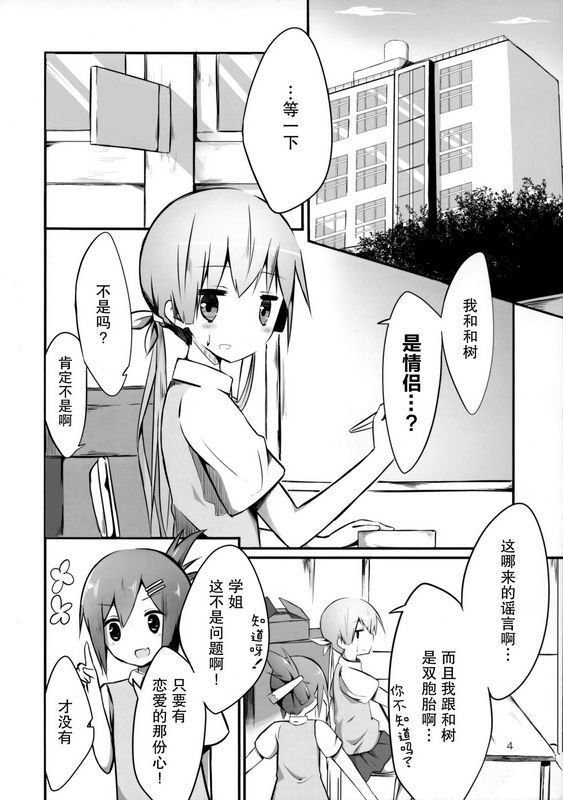 …等一下
我和和树
是情侣…?
不是吗?
肯定不是啊
这哪来的谣言啊…
而且我跟和树
是双胞胎啊…
你不知道吗?
学姐
这不是问题啊!
知道呀!
只要有
恋爱的那份心!
才没有
4